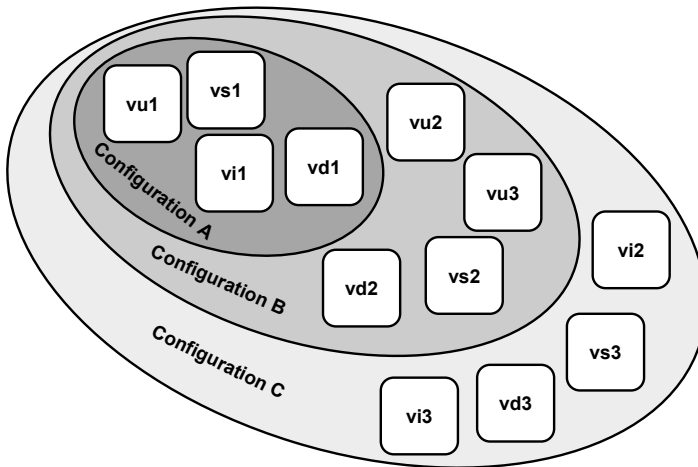 vu1
vs1
vi1
vd1
Configuration A
vu2
vu3
vd2
vs2
Configuration B
vi2
vs3
vd3
vi3
Configuration C